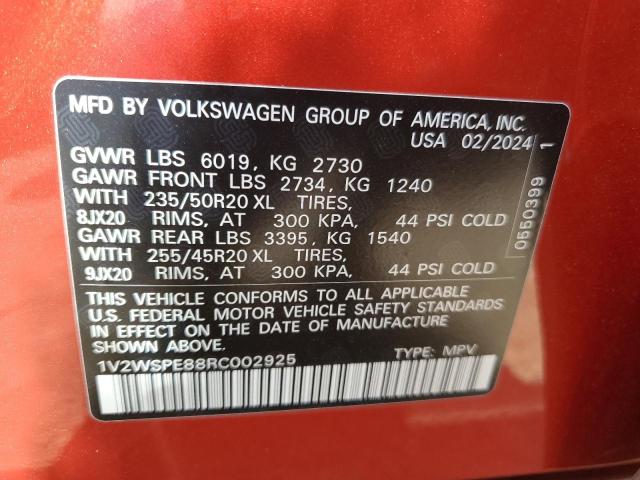 MFD BY VOLKSWAGEN GROUP OF AMERICA, INC.
USA 02/2024
GVWR LBS 6019, KG 2730
GAWR FRONT LBS 2734, KG 1240
WITH 235/50R20 XL TIRES,
8JX20 RIMS, AT 300 KPA, 44 PSI COLD
GAWR REAR LBS 3395, KG 1540
WITH 255/45R20 XL TIRES,
9JX20 RIMS, AT 300 KPA, 44 PSI COLD
THIS VEHICLE CONFORMS TO ALL APPLICABLE
U.S. FEDERAL MOTOR VEHICLE SAFETY STANDARDS
IN EFFECT ON THE DATE OF MANUFACTURE
SHOWN ABOVE.
1V2WSPE88RC002925 TYPE: MPV
0550399 1